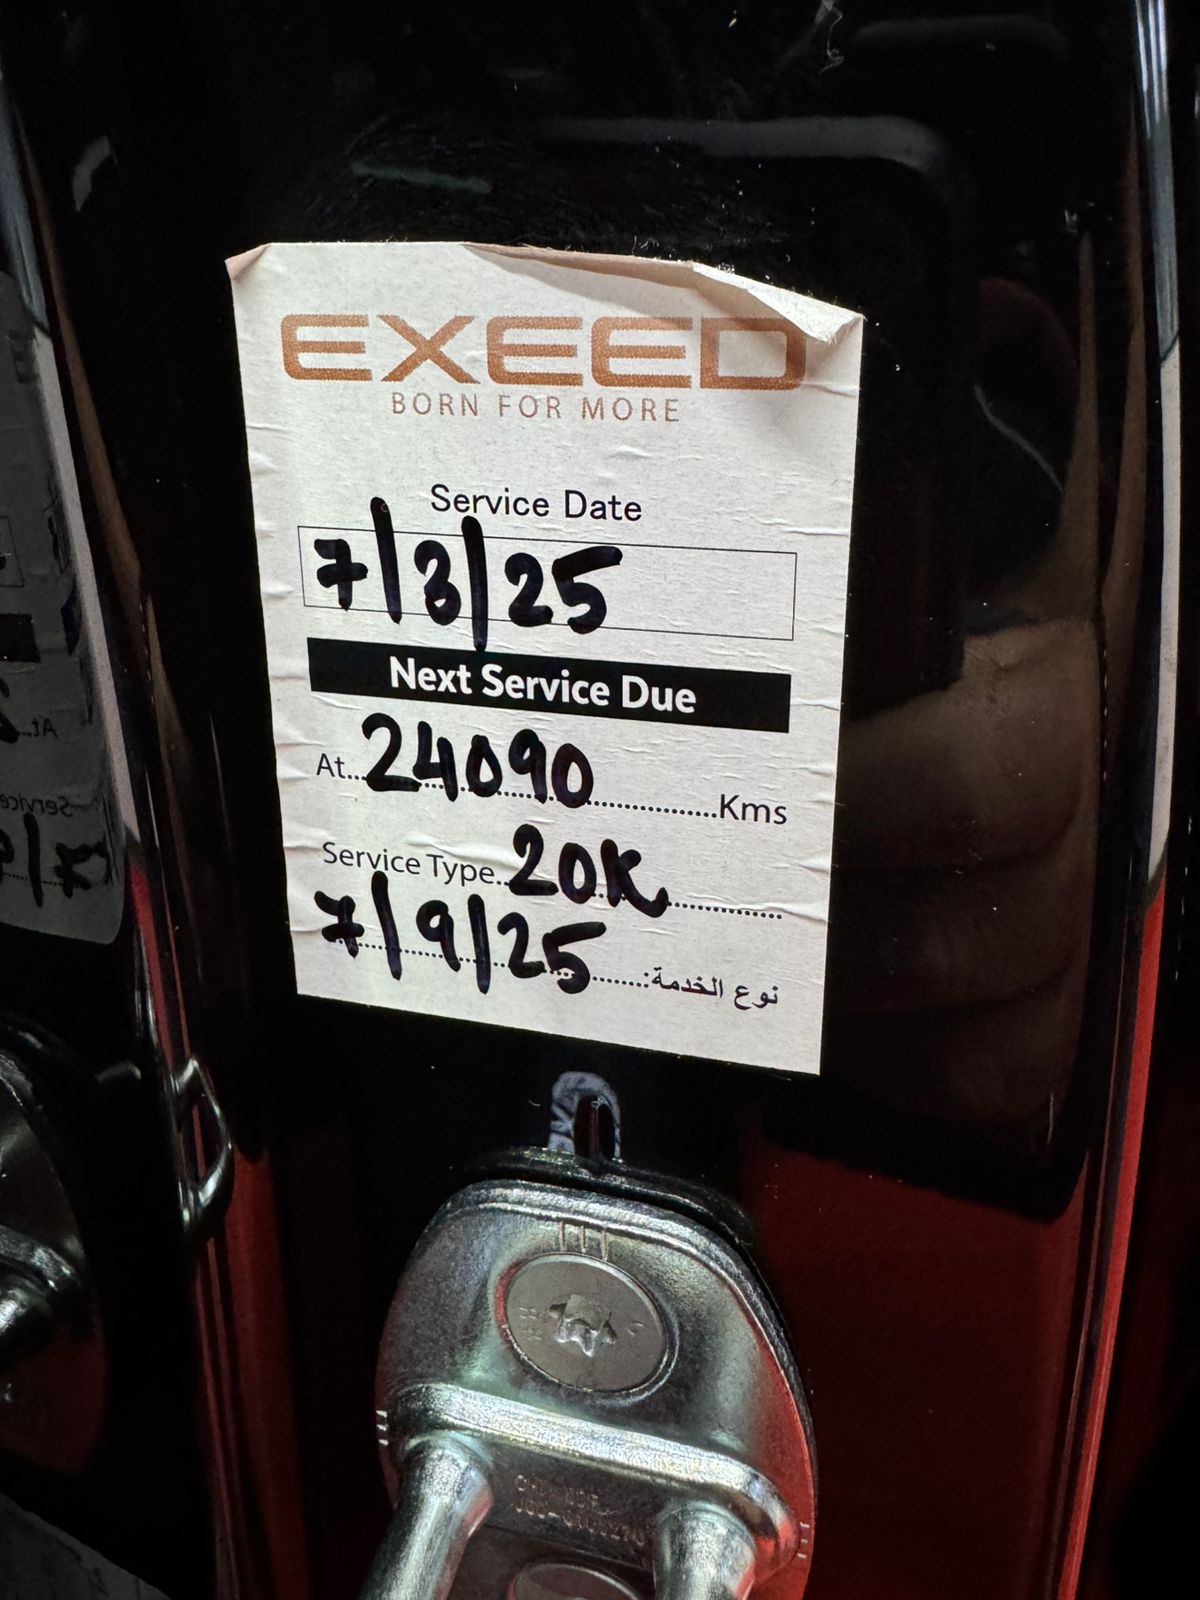 EXEED
BORN FOR MORE
Service Date
7/3/25
Next Service Due
At...24090...Kms
Service Type..20K
7/9/25 نوع الخدمة: